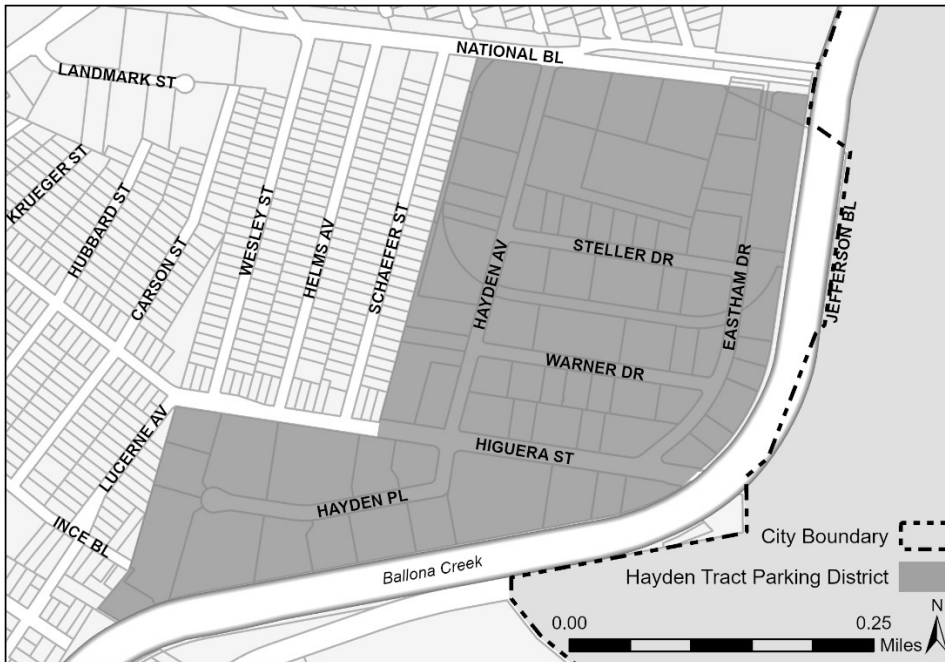 NATIONAL BL
LANDMARK ST
KRUEGER ST
HUBBARD ST
CARSON ST
WESLEY ST
HELMS AV
SCHAEFER ST
HAYDEN AV
STELLER DR
EASTHAM DR
JEFFERSON BL
WARNER DR
LUCERNE AV
HIGUERA ST
HAYDEN PL
INCE BL
Ballona Creek
City Boundary
Hayden Tract Parking District
N
0.00 0.25
Miles